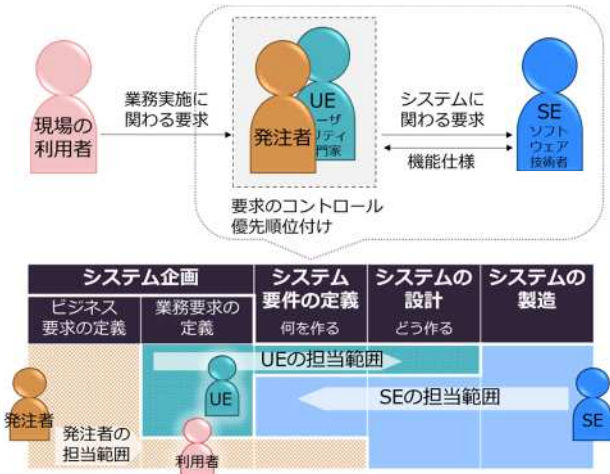 現場の
利用者
業務実施に
関わる要求
発注者
UE
システムに
関わる要求
機能仕様
SE
ソフト
ウェア
技術者
要求のコントロール
優先順位付け
システム企画
システム
要件の定義
システムの
設計
システムの
製造
ビジネス
要求の定義
業務要求の
定義
何を作る
どう作る
UEの担当範囲
UE
SEの担当範囲
発注者
SE
発注者の
担当範囲
利用者